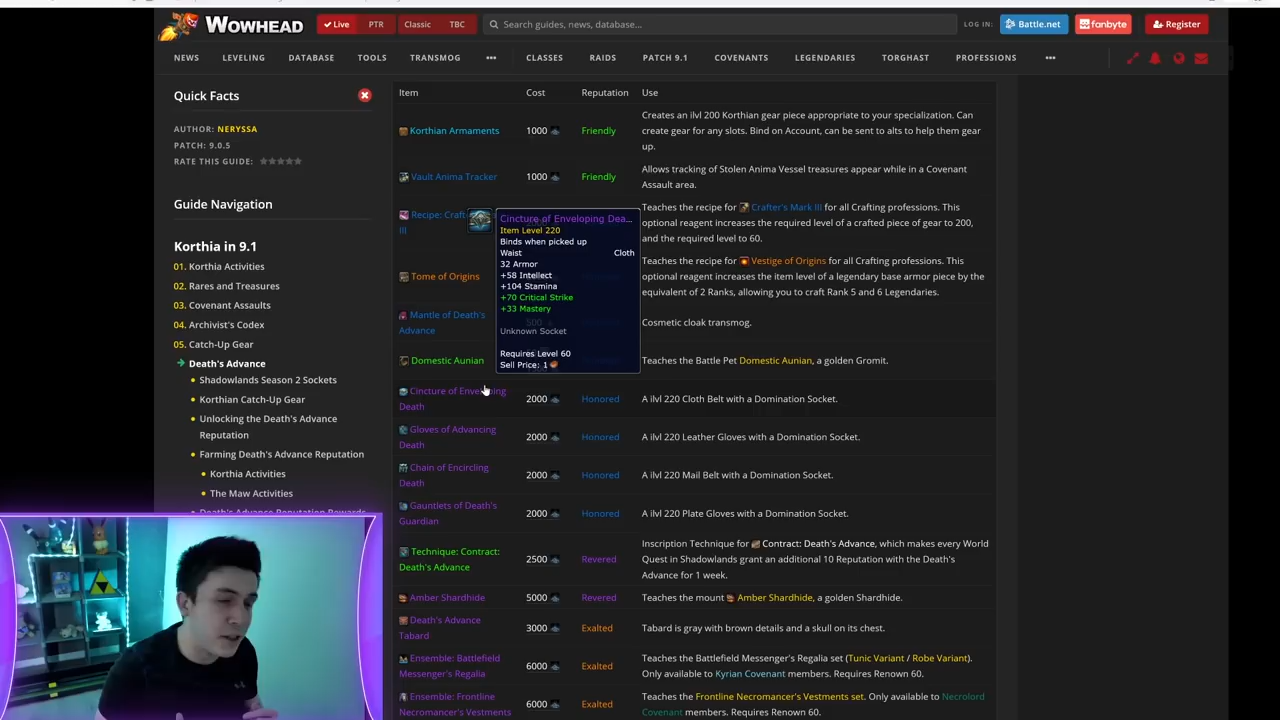 WOWHEAD
Live
PTR
Classic
TBC
Search guides, news, database...
LOG IN:
Battle.net
fanbyte
Register
NEWS
LEVELING
DATABASE
TOOLS
TRANSMOG
•••
CLASSES
RAIDS
PATCH 9.1
COVENANTS
LEGENDARIES
TORGHAST
PROFESSIONS
•••
Quick Facts
AUTHOR: NERYSSA
PATCH: 9.0.5
RATE THIS GUIDE:
Guide Navigation
Korthia in 9.1
01. Korthia Activities
02. Rares and Treasures
03. Covenant Assaults
04. Archivist's Codex
05. Catch-Up Gear
Death's Advance
Shadowlands Season 2 Sockets
Korthian Catch-Up Gear
Unlocking the Death's Advance
Reputation
Farming Death's Advance Reputation
Korthia Activities
The Maw Activities
Death's Advance Reputation Rewards
Item Cost Reputation Use
Korthian Armaments 1000 Friendly
Creates an ilvl 200 Korthian gear piece appropriate to your specialization. Can
create gear for any slots. Bind on Account, can be sent to alts to help them gear
up.
Vault Anima Tracker 1000 Friendly
Allows tracking of Stolen Anima Vessel treasures appear while in a Covenant
Assault area.
Recipe: Craft
III
Teaches the recipe for Crafter's Mark III for all Crafting professions. This
optional reagent increases the required level of a crafted piece of gear to 200,
and the required level to 60.
Tome of Origins
Teaches the recipe for Vestige of Origins for all Crafting professions. This
optional reagent increases the item level of a legendary base armor piece by the
equivalent of 2 Ranks, allowing you to craft Rank 5 and 6 Legendaries.
Mantle of Death's
Advance
500
Cosmetic cloak transmog.
Domestic Aunian
Teaches the Battle Pet Domestic Aunian, a golden Gromit.
Cincture of Enveloping Dea...
Item Level 220
Binds when picked up
Waist Cloth
32 Armor
+58 Intellect
+104 Stamina
+70 Critical Strike
+33 Mastery
Unknown Socket
Requires Level 60
Sell Price: 1
Cincture of Enveloping
Death
2000 Honored A ilvl 220 Cloth Belt with a Domination Socket.
Gloves of Advancing
Death
2000 Honored A ilvl 220 Leather Gloves with a Domination Socket.
Chain of Encircling
Death
2000 Honored A ilvl 220 Mail Belt with a Domination Socket.
Gauntlets of Death's
Guardian
2000 Honored A ilvl 220 Plate Gloves with a Domination Socket.
Technique: Contract:
Death's Advance
2500 Revered
Inscription Technique for Contract: Death's Advance, which makes every World
Quest in Shadowlands grant an additional 10 Reputation with the Death's
Advance for 1 week.
Amber Shardhide 5000 Revered Teaches the mount Amber Shardhide, a golden Shardhide.
Death's Advance
Tabard
3000 Exalted Tabard is gray with brown details and a skull on its chest.
Ensemble: Battlefield
Messenger's Regalia
6000 Exalted
Teaches the Battlefield Messenger's Regalia set (Tunic Variant / Robe Variant).
Only available to Kyrian Covenant members. Requires Renown 60.
Ensemble: Frontline
Necromancer's Vestments
6000 Exalted
Teaches the Frontline Necromancer's Vestments set. Only available to Necrolord
Covenant members. Requires Renown 60.